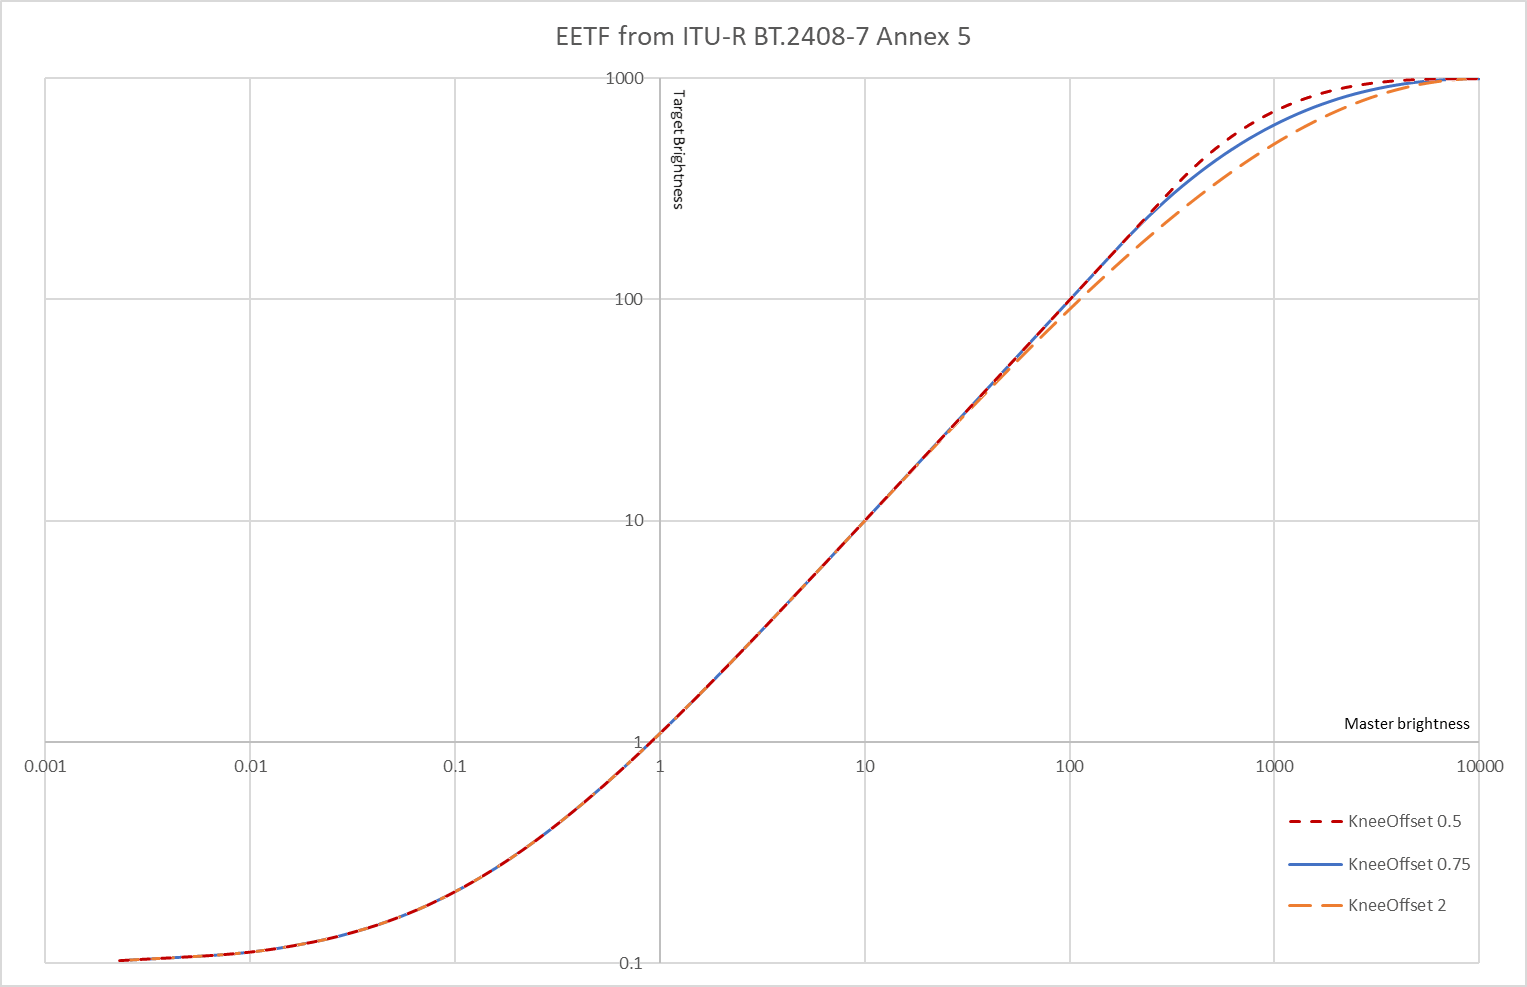 EETF from ITU-R BT.2408-7 Annex 5
1000
Target Brightness
100
10
Master brightness
1
0.001 0.01 0.1 1 10 100 1000 10000
KneeOffset 0.5
KneeOffset 0.75
KneeOffset 2
0.1